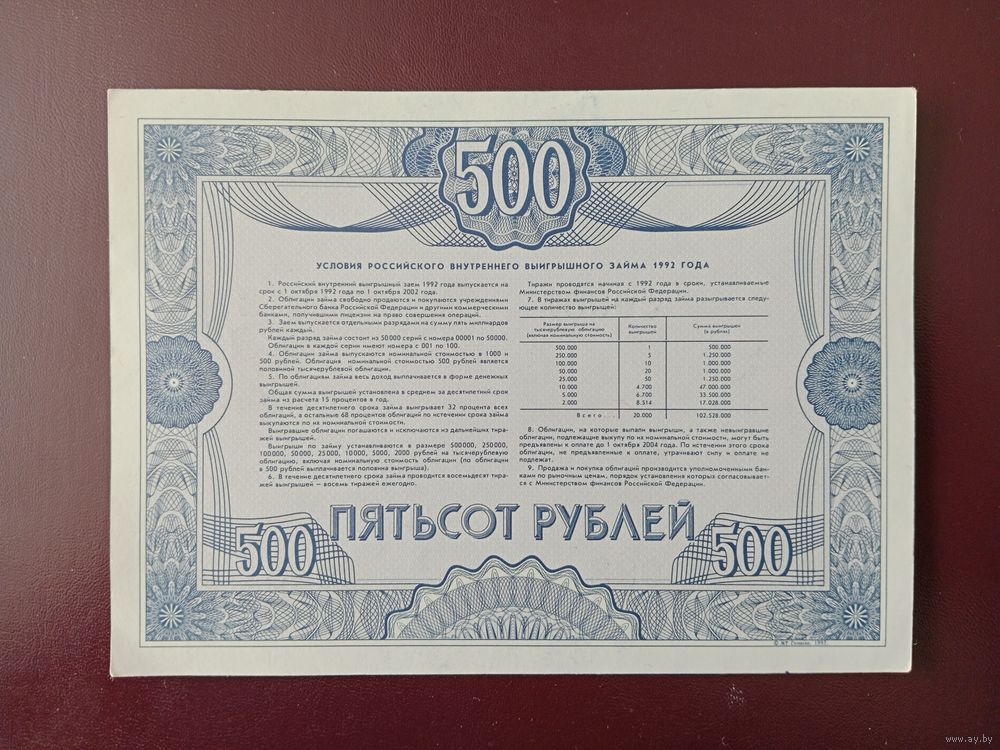 500
УСЛОВИЯ РОССИЙСКОГО ВНУТРЕННЕГО ВЫИГРЫШНОГО ЗАЙМА 1992 ГОДА
1. Российский внутренний выигрышный заем 1992 года выпускается на
срок с 1 октября 1992 года по 1 октября 2002 года.
2. Облигации займа свободно продаются и покупаются учреждениями
Сберегательного банка Российской Федерации и другими коммерческими
банками, получившими лицензии на право совершения операций.
3. Заем выпускается отдельными разрядами на сумму пять миллиардов
рублей каждый.
Каждый разряд займа состоит из 50000 серий с номера 00001 по 50000.
Облигации в каждой серии имеют номера с 001 по 100.
4. Облигации займа выпускаются номинальной стоимостью в 1000 и
500 рублей. Облигация номинальной стоимостью 500 рублей является
половиной тысячерублевой облигации.
5. По облигациям займа весь доход выплачивается в форме денежных
выигрышей.
Общая сумма выигрышей установлена в среднем за десятилетний срок
займа из расчета 15 процентов в год.
В течение десятилетнего срока займа выигрывает 32 процента всех
облигаций, а остальные 68 процентов облигаций по истечении срока займа
выкупаются по их номинальной стоимости.
Выигравшие облигации погашаются и исключаются из дальнейших тира-
жей выигрышей.
Выигрыши по займу устанавливаются в размере 500000, 250000,
100000, 50000, 25000, 10000, 5000, 2000 рублей на тысячерублевую
облигацию, включая номинальную стоимость облигации (по облигации
в 500 рублей выплачивается половина выигрыша).
6. В течение десятилетнего срока займа проводится восемьдесят тира-
жей выигрышей — восемь тиражей ежегодно.
Тиражи проводятся начиная с 1992 года в сроки, устанавливаемые
Министерством финансов Российской Федерации.
7. В тиражах выигрышей на каждый разряд займа разыгрывается следу-
ющее количество выигрышей:
Размер выигрыша на тысячерублевую облигацию (включая номинальную стоимость) Количество выигрышей Сумма выигрышей (в рублях)
500.000 1 500.000
250.000 5 1.250.000
100.000 10 1.000.000
50.000 20 1.000.000
25.000 50 1.250.000
10.000 4.700 47.000.000
5.000 6.700 33.500.000
2.000 8.514 17.028.000
Всего... 20.000 102.528.000
8. Облигации, на которые выпали выигрыши, а также невыигравшие
облигации, подлежащие выкупу по их номинальной стоимости, могут быть
предъявлены к оплате до 1 октября 2004 года. По истечении этого срока
облигации, не предъявленные к оплате, утрачивают силу и оплате не
подлежат.
9. Продажа и покупка облигаций производится уполномоченными бан-
ками по рыночным ценам, порядок установления которых согласовывает-
ся с Министерством финансов Российской Федерации.
ПЯТЬСОТ РУБЛЕЙ
500 500
1992
www.ay.by